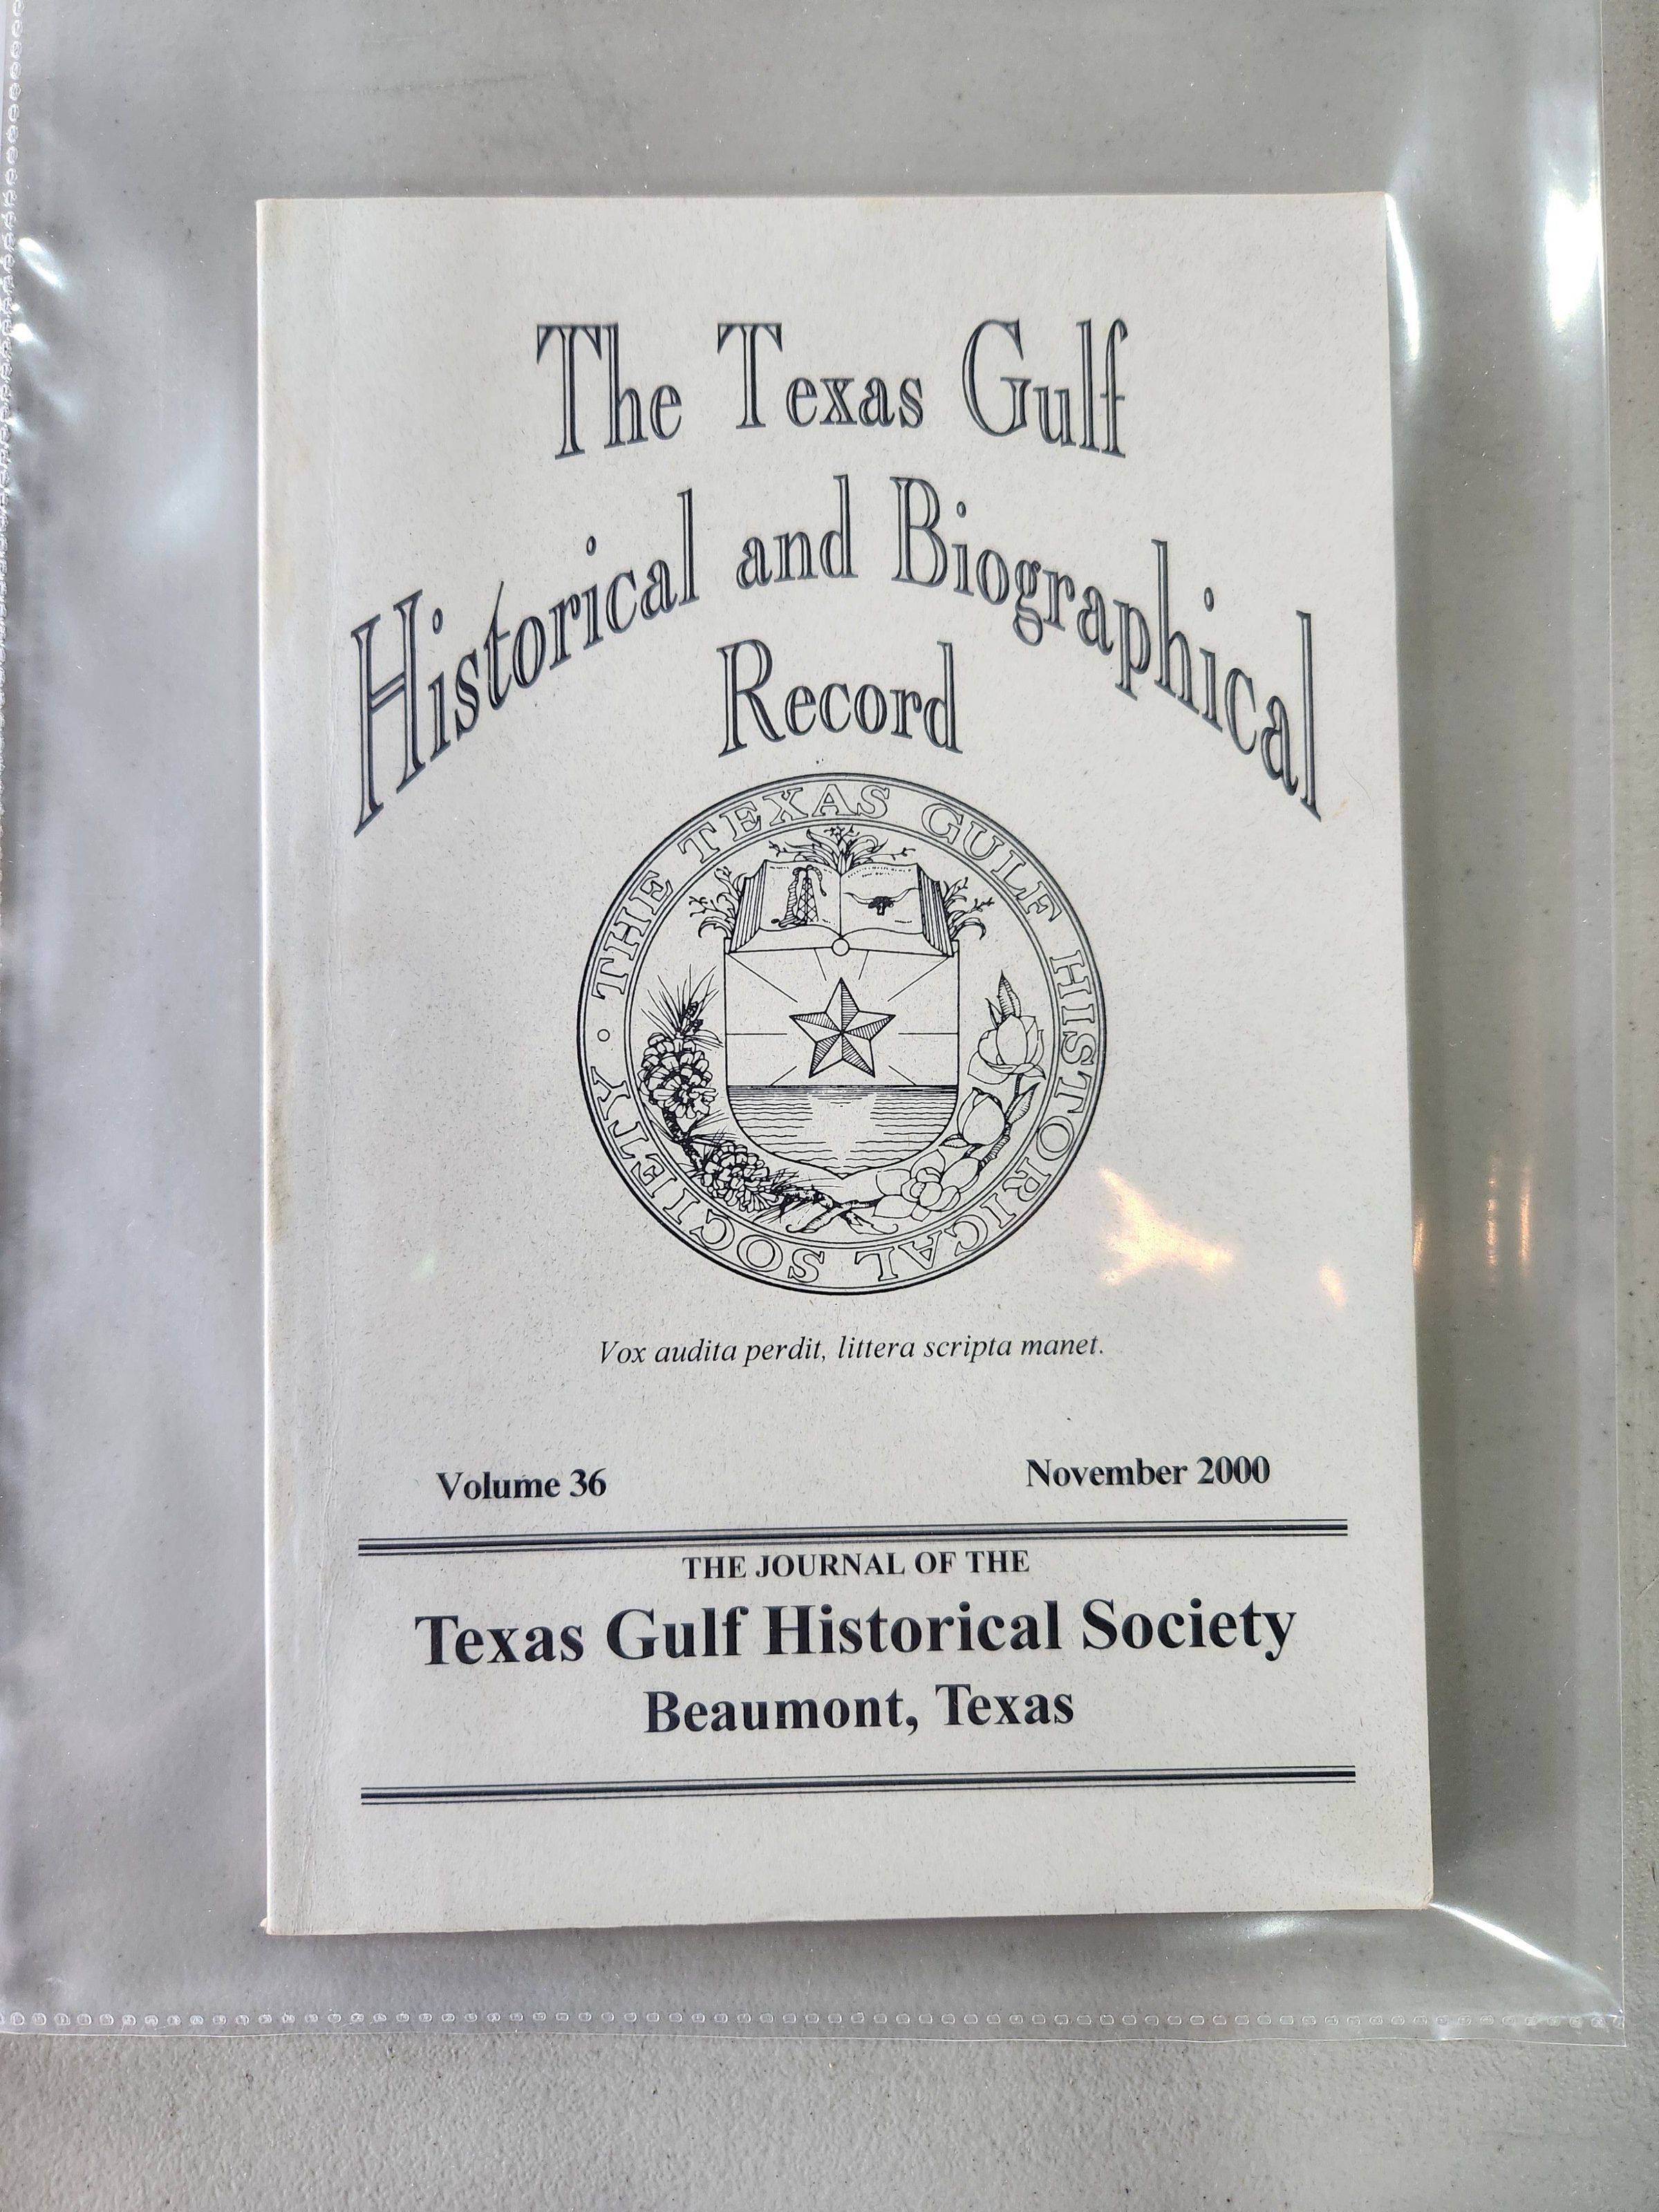 The Texas Gulf
Historical and Biographical
Record
THE TEXAS GULF HISTORICAL SOCIETY ·
Vox audita perdit, littera scripta manet.
Volume 36
November 2000
THE JOURNAL OF THE
Texas Gulf Historical Society
Beaumont, Texas